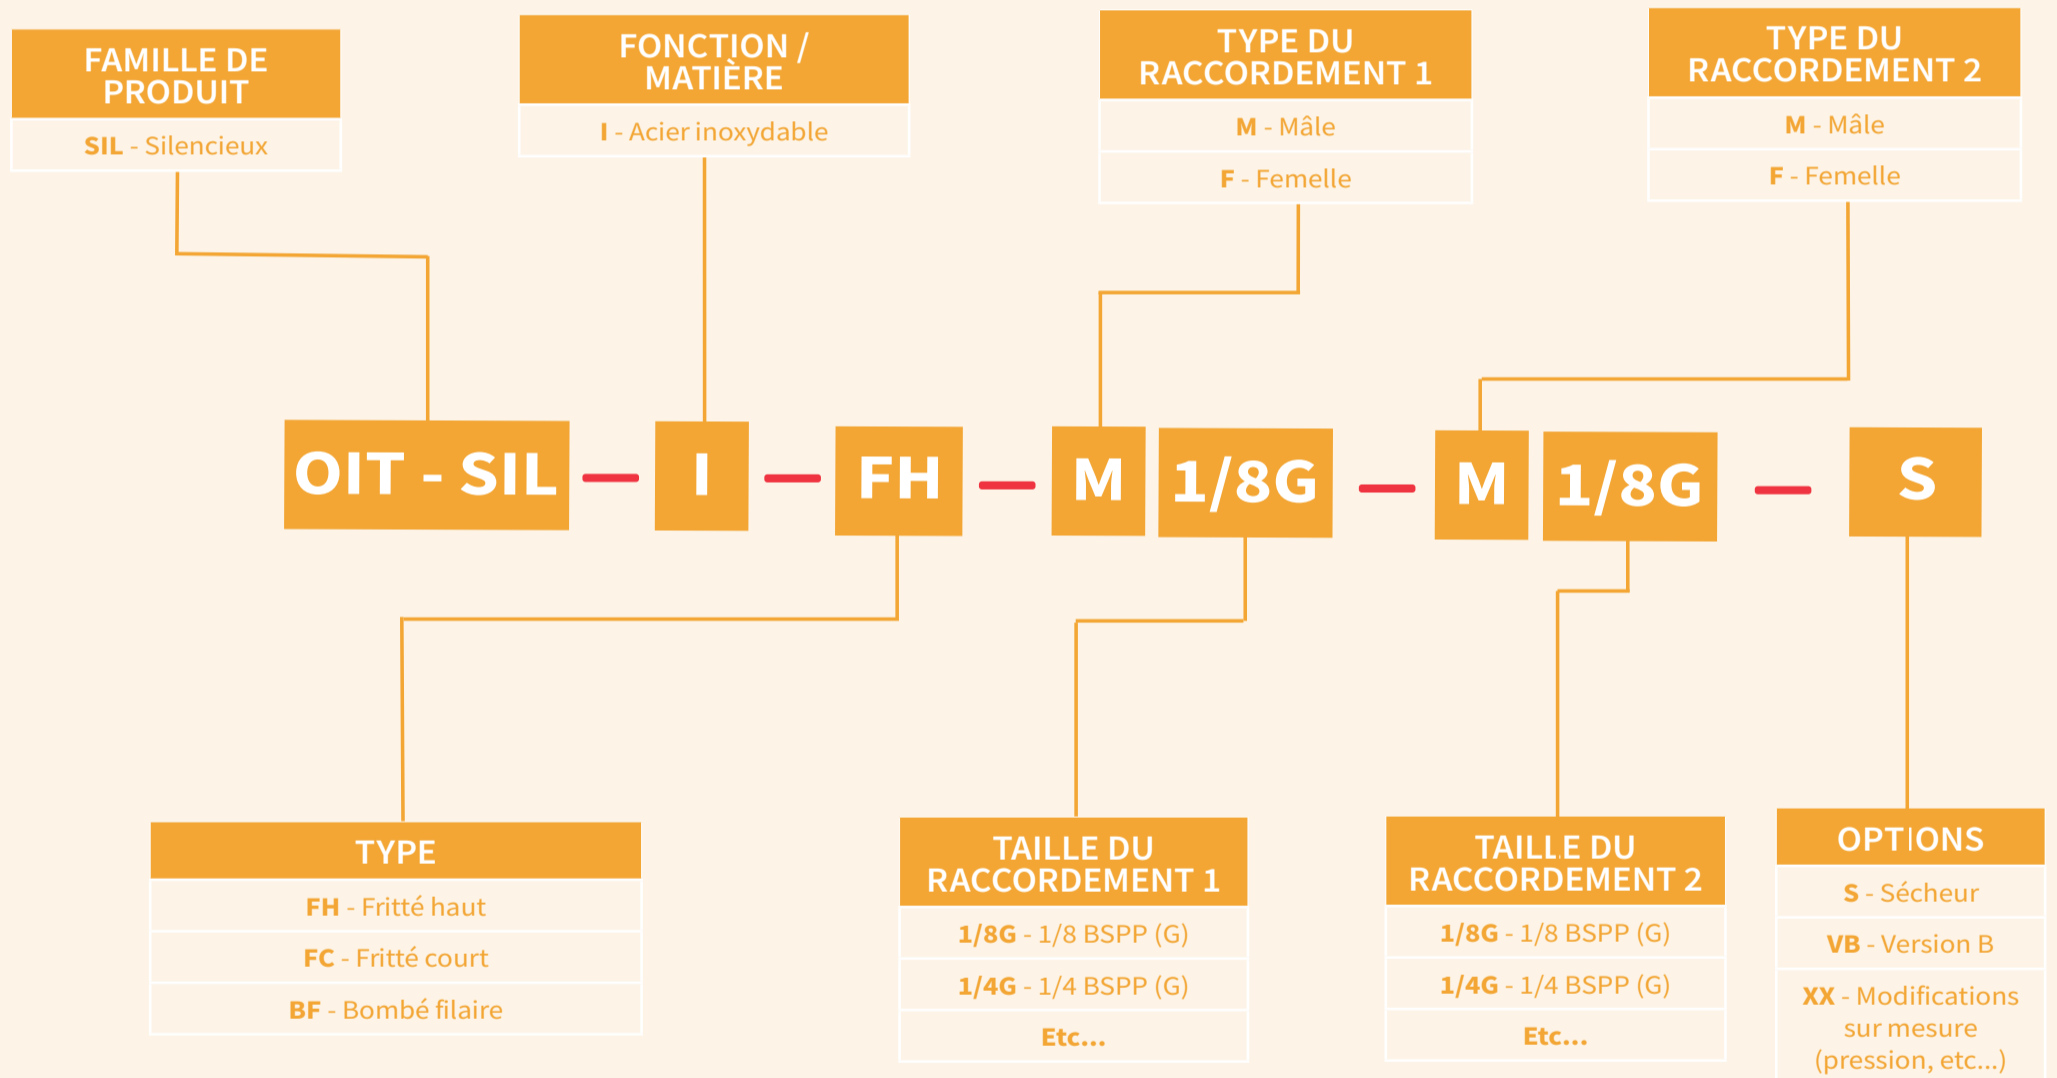 FAMILLE DE
PRODUIT
SIL - Silencieux
FONCTION /
MATIÈRE
I - Acier inoxydable
TYPE DU
RACCORDEMENT 1
M - Mâle
F - Femelle
TYPE DU
RACCORDEMENT 2
M - Mâle
F - Femelle
OIT - SIL — I — FH — M 1/8G — M 1/8G — S
TYPE
FH - Fritté haut
FC - Fritté court
BF - Bombé filaire
TAILLE DU
RACCORDEMENT 1
1/8G - 1/8 BSPP (G)
1/4G - 1/4 BSPP (G)
Etc...
TAILLE DU
RACCORDEMENT 2
1/8G - 1/8 BSPP (G)
1/4G - 1/4 BSPP (G)
Etc...
OPTIONS
S - Sécheur
VB - Version B
XX - Modifications
sur mesure
(pression, etc...)